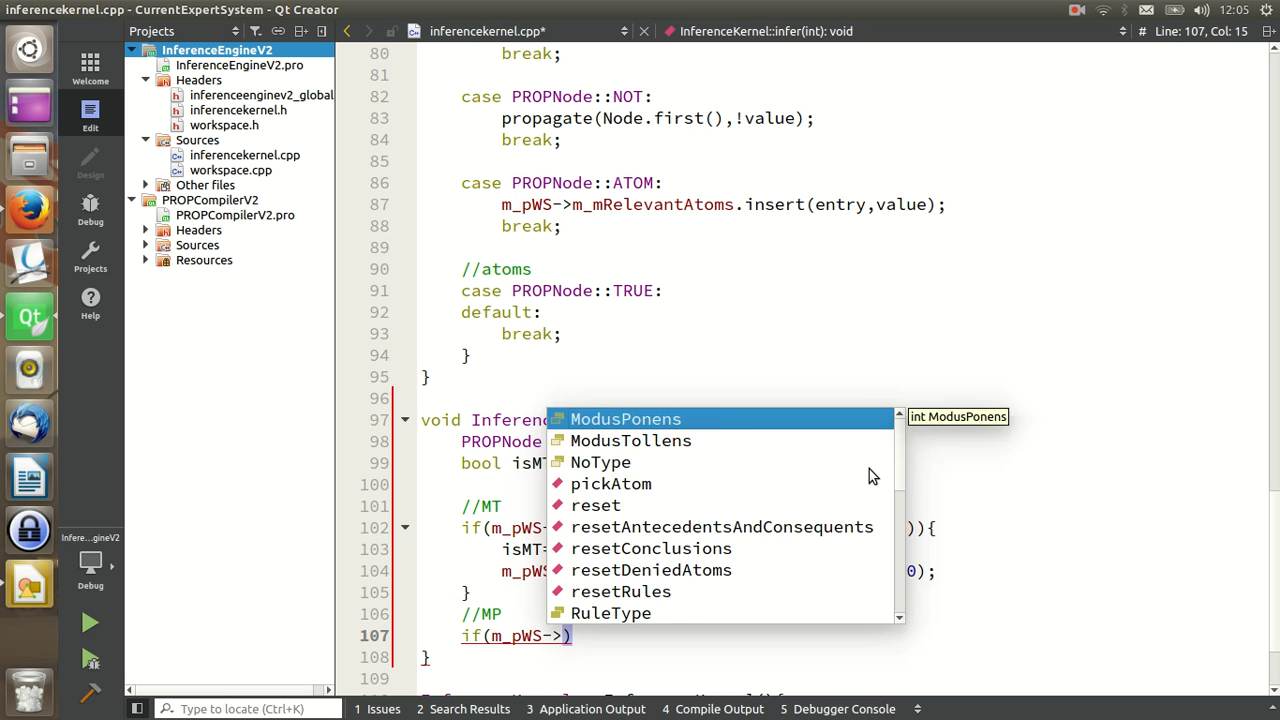 inferencekernel.cpp - CurrentExpertSystem - Qt Creator
12:05
Projects
inferencekernel.cpp*
InferenceKernel::infer(int): void
# Line: 107, Col: 15
Welcome
Edit
Design
Debug
Projects
Help
Infere...gineV2
Debug
InferenceEngineV2
InferenceEngineV2.pro
Headers
inferenceenginev2_global
inferencekernel.h
workspace.h
Sources
inferencekernel.cpp
workspace.cpp
Other files
PROPCompilerV2
PROPCompilerV2.pro
Headers
Sources
Resources
80 break;
81
82 case PROPNode::NOT:
83 propagate(Node.first(),!value);
84 break;
85
86 case PROPNode::ATOM:
87 m_pWS->m_mRelevantAtoms.insert(entry,value);
88 break;
89
90 //atoms
91 case PROPNode::TRUE:
92 default:
93 break;
94 }
95 }
96
97 void Inferenc
98 PROPNode
99 bool isMT
100
101 //MT
102 if(m_pWS- )){
103 isMT=
104 m_pWS 0);
105 }
106 //MP
107 if(m_pWS->)
108 }
109
ModusPonens
ModusTollens
NoType
pickAtom
reset
resetAntecedentsAndConsequents
resetConclusions
resetDeniedAtoms
resetRules
RuleType
int ModusPonens
Type to locate (Ctrl+K)
1 Issues
2 Search Results
3 Application Output
4 Compile Output
5 Debugger Console